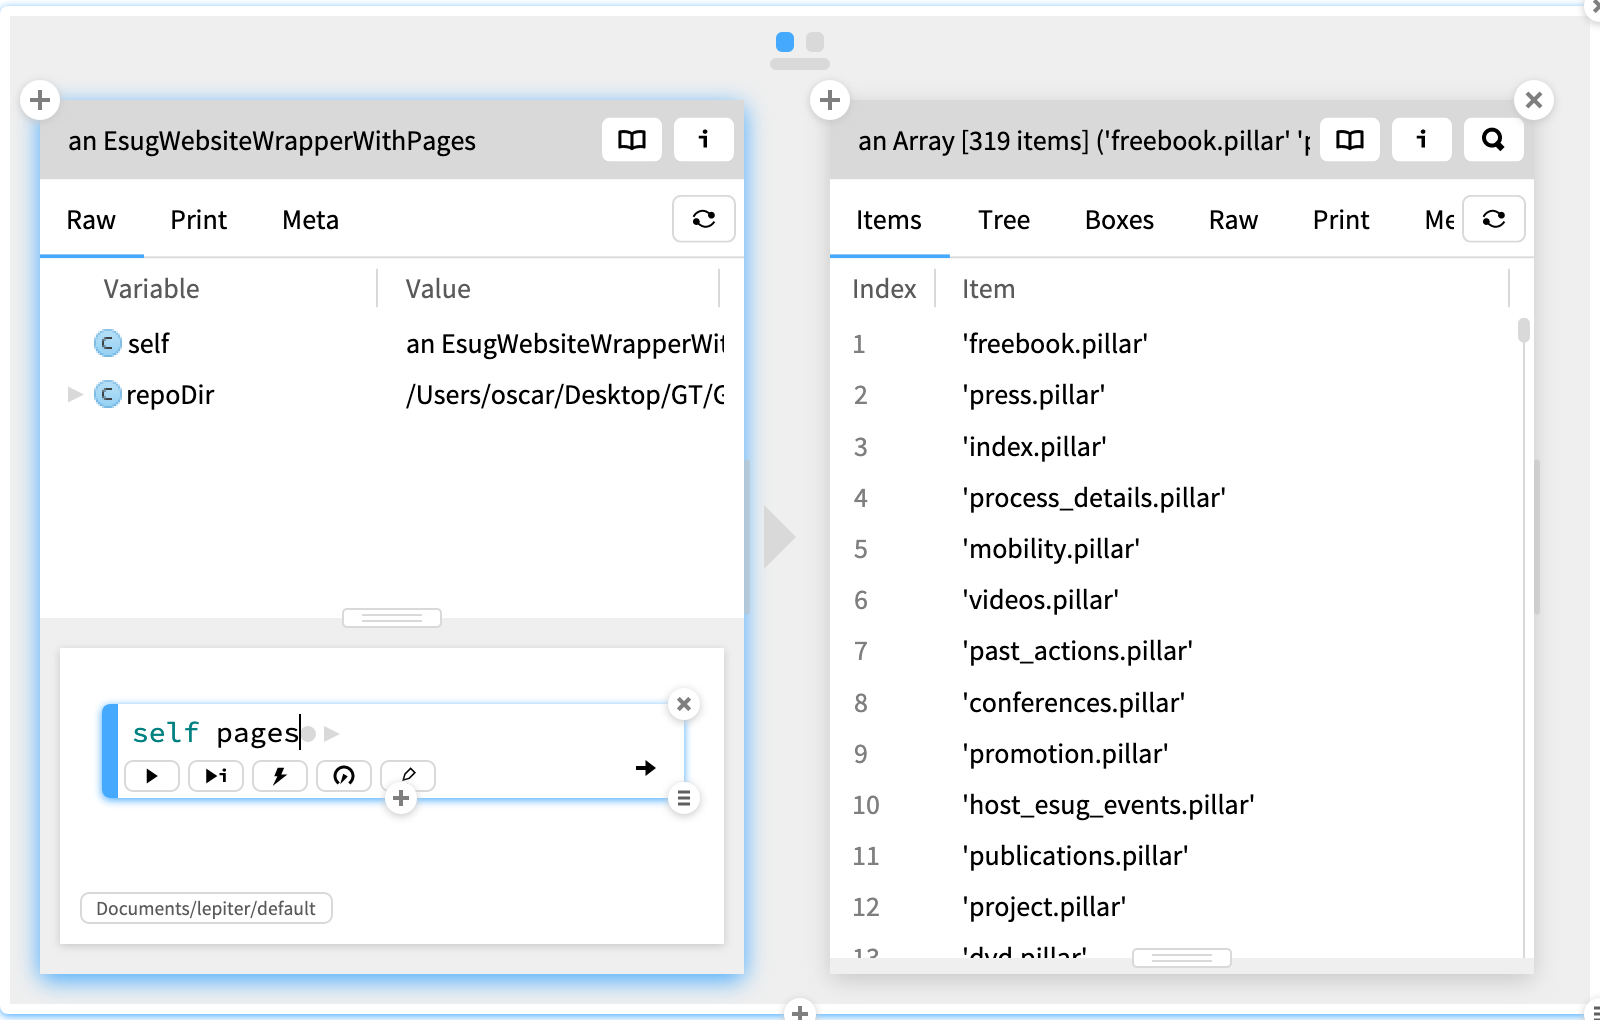 an EsugWebsiteWrapperWithPages
Raw Print Meta
Variable Value
self an EsugWebsiteWrapperWit
repoDir /Users/oscar/Desktop/GT/G
self pages
Documents/lepiter/default
an Array [319 items] ('freebook.pillar' 'p
Items Tree Boxes Raw Print Me
Index Item
1 'freebook.pillar'
2 'press.pillar'
3 'index.pillar'
4 'process_details.pillar'
5 'mobility.pillar'
6 'videos.pillar'
7 'past_actions.pillar'
8 'conferences.pillar'
9 'promotion.pillar'
10 'host_esug_events.pillar'
11 'publications.pillar'
12 'project.pillar'
13 'dvd.pillar'